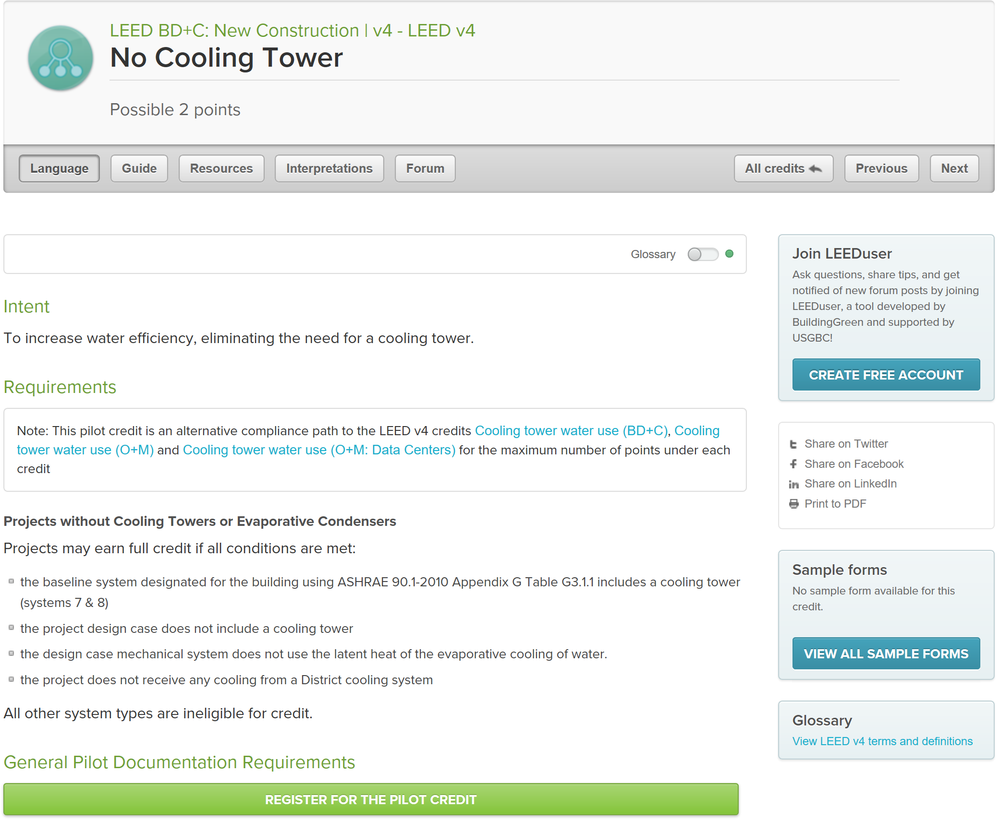 LEED BD+C: New Construction | v4 - LEED v4
No Cooling Tower
Possible 2 points
Language
Guide
Resources
Interpretations
Forum
All credits
Previous
Next
Glossary
Intent
To increase water efficiency, eliminating the need for a cooling tower.
Requirements
Note: This pilot credit is an alternative compliance path to the LEED v4 credits Cooling tower water use (BD+C), Cooling
tower water use (O+M) and Cooling tower water use (O+M: Data Centers) for the maximum number of points under each
credit
Projects without Cooling Towers or Evaporative Condensers
Projects may earn full credit if all conditions are met:
the baseline system designated for the building using ASHRAE 90.1-2010 Appendix G Table G3.1.1 includes a cooling tower
(systems 7 & 8)
the project design case does not include a cooling tower
the design case mechanical system does not use the latent heat of the evaporative cooling of water.
the project does not receive any cooling from a District cooling system
All other system types are ineligible for credit.
General Pilot Documentation Requirements
REGISTER FOR THE PILOT CREDIT
Join LEEDuser
Ask questions, share tips, and get
notified of new forum posts by joining
LEEDuser, a tool developed by
BuildingGreen and supported by
USGBC!
CREATE FREE ACCOUNT
Share on Twitter
Share on Facebook
Share on LinkedIn
Print to PDF
Sample forms
No sample form available for this
credit.
VIEW ALL SAMPLE FORMS
Glossary
View LEED v4 terms and definitions